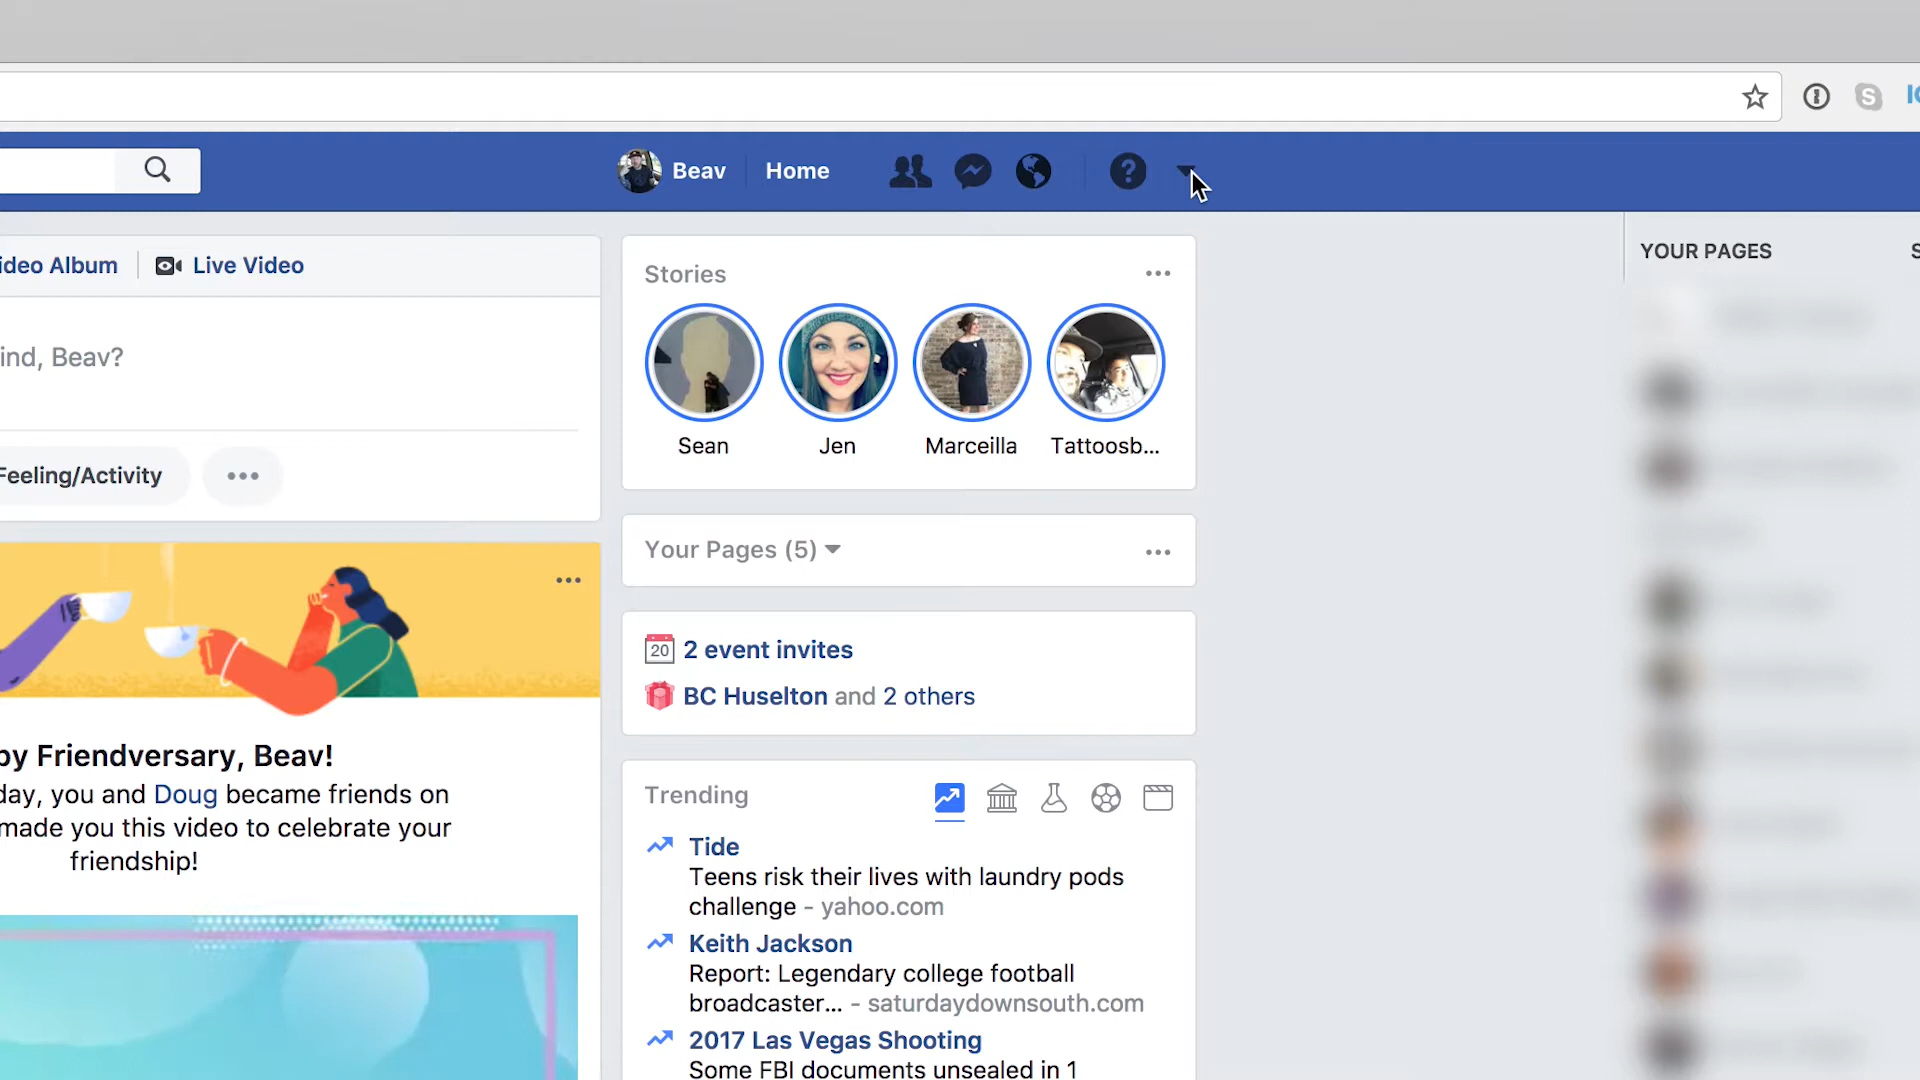 Beav
Home
ideo Album
Live Video
ind, Beav?
Feeling/Activity
by Friendversary, Beav!
day, you and Doug became friends on
made you this video to celebrate your
friendship!
Stories
Sean
Jen
Marceilla
Tattoosb...
Your Pages (5)
20
2 event invites
BC Huselton and 2 others
Trending
Tide
Teens risk their lives with laundry pods
challenge - yahoo.com
Keith Jackson
Report: Legendary college football
broadcaster... - saturdaydownsouth.com
2017 Las Vegas Shooting
Some FBI documents unsealed in 1
YOUR PAGES